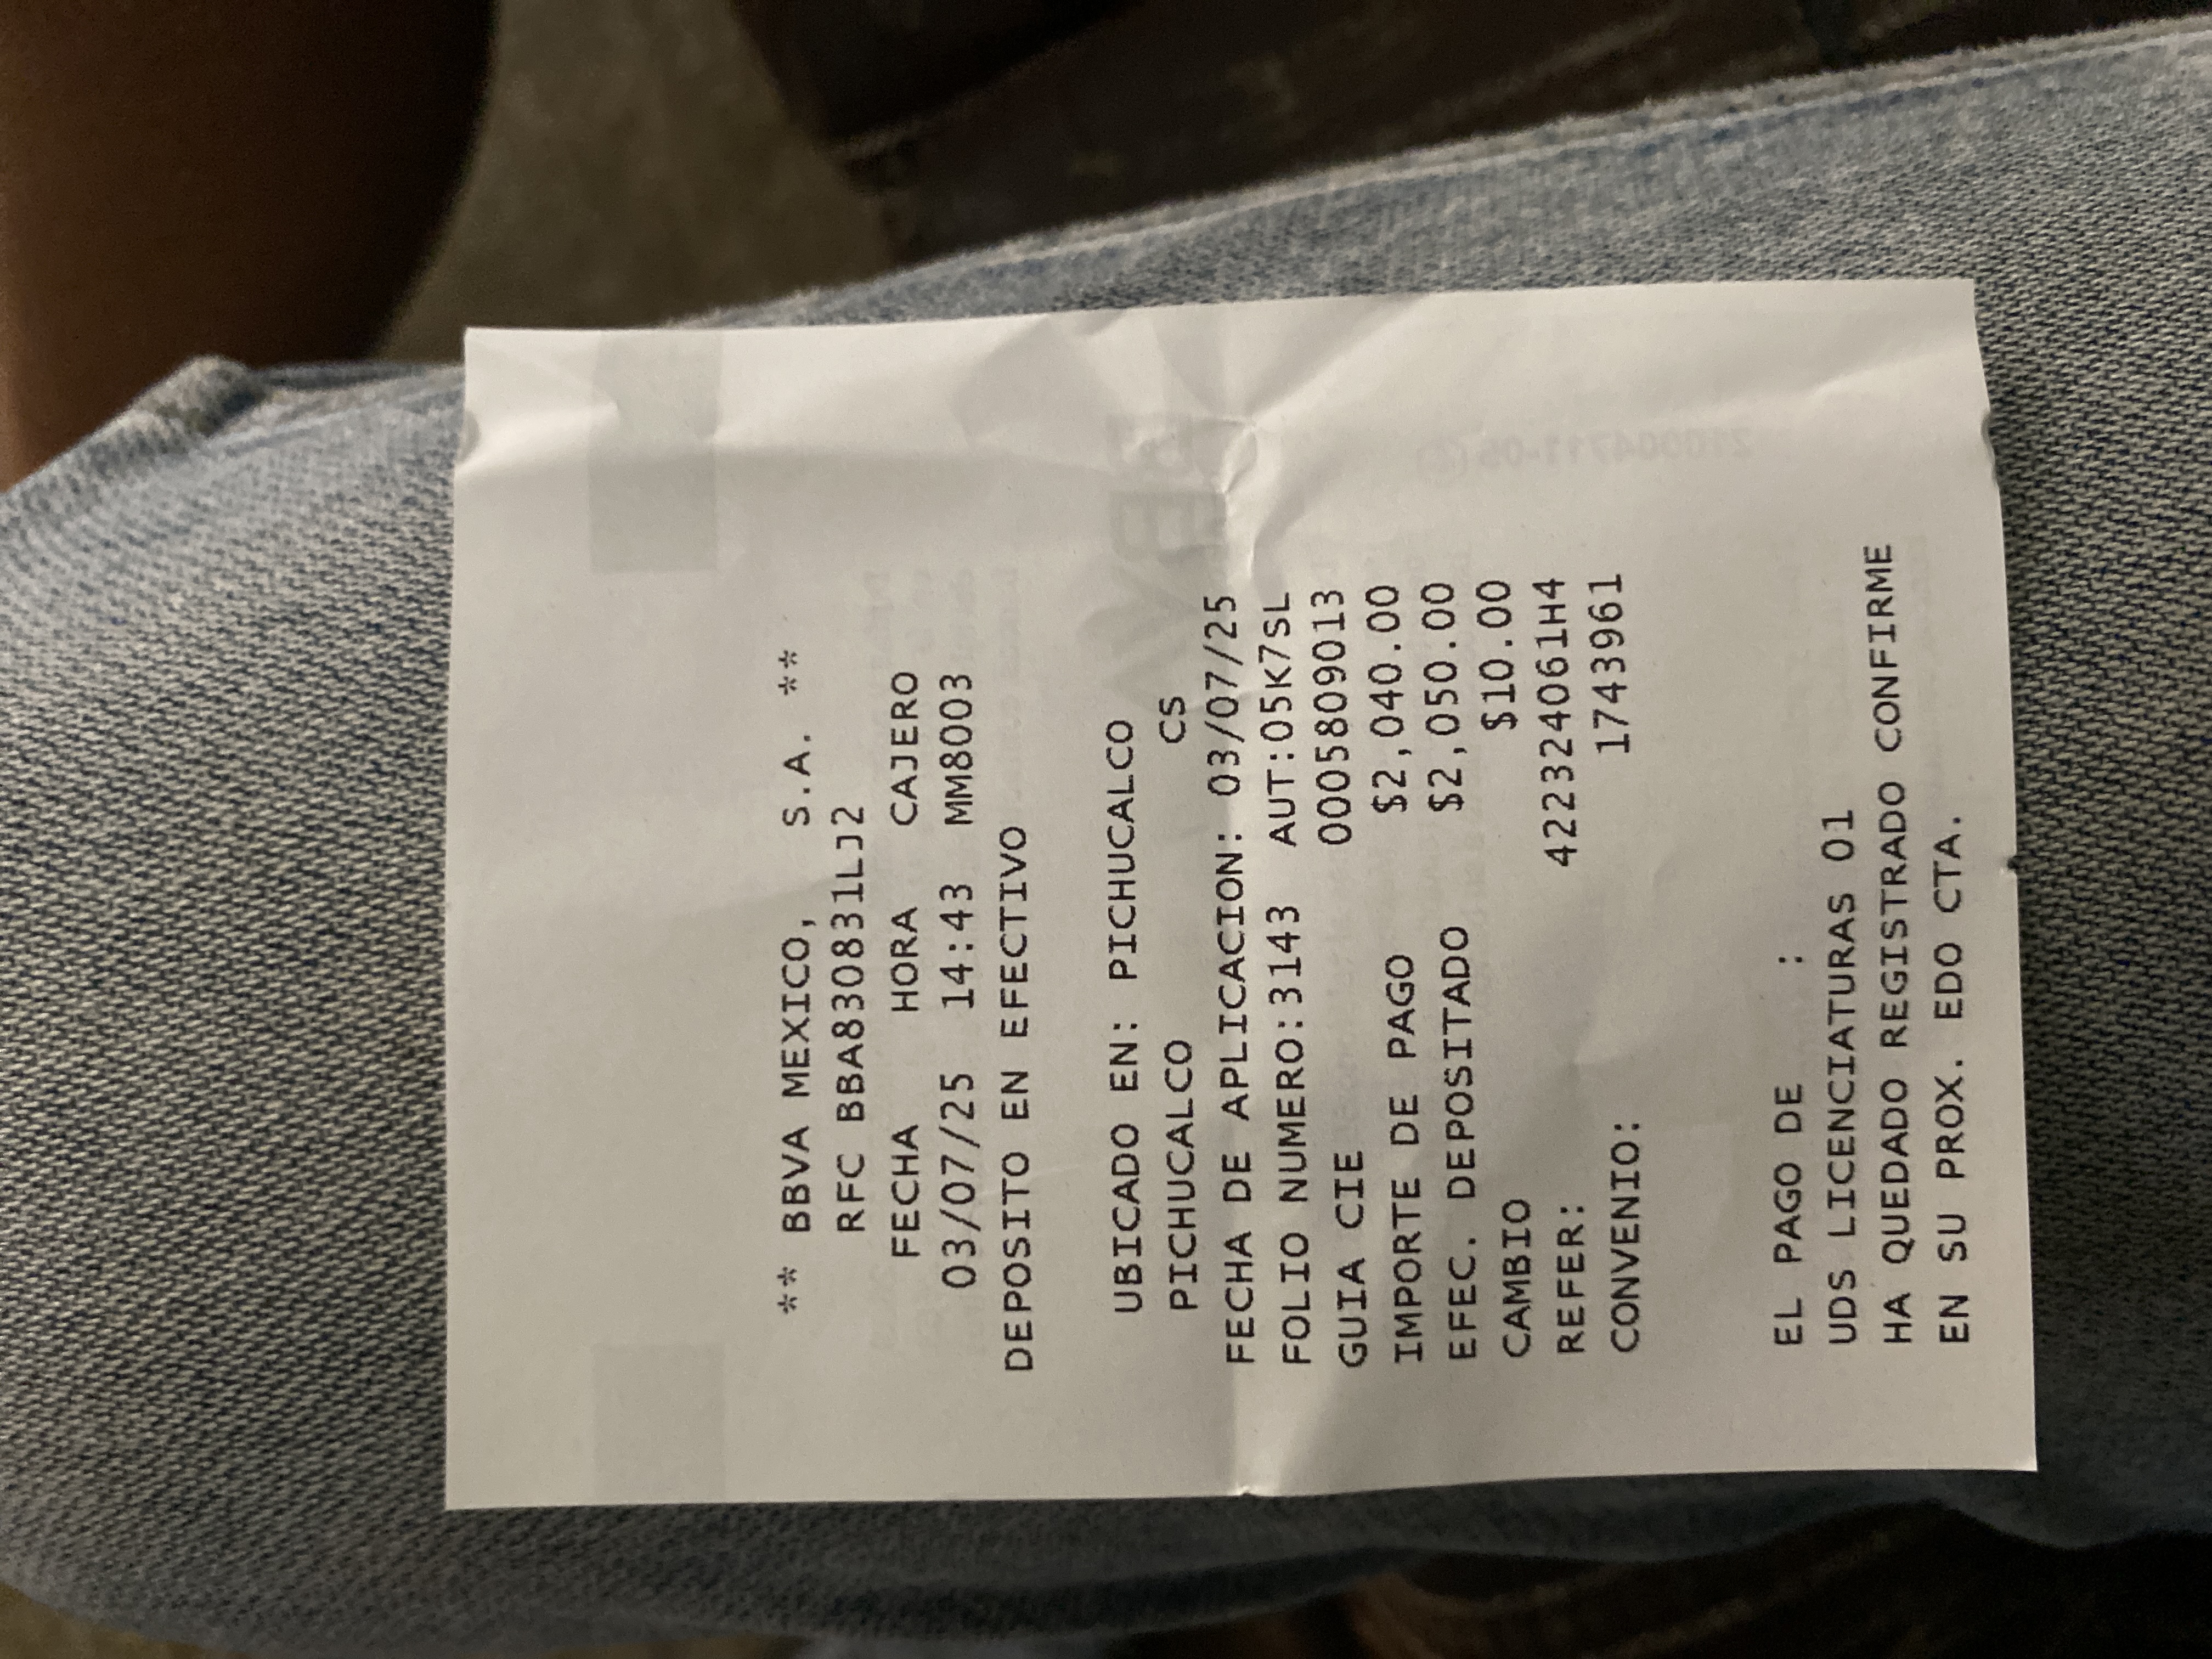 ** BBVA MEXICO, S.A. **
RFC BBA830831LJ2
FECHA HORA CAJERO
03/07/25 14:43 MM8003
DEPOSITO EN EFECTIVO
UBICADO EN: PICHUCALCO
PICHUCALCO CS
FECHA DE APLICACION: 03/07/25
FOLIO NUMERO:3143 AUT:05K7SL
GUIA CIE 0005809013
IMPORTE DE PAGO $2,040.00
EFEC. DEPOSITADO $2,050.00
CAMBIO $10.00
REFER: 422324061H4
CONVENIO: 1743961
EL PAGO DE :
UDS LICENCIATURAS 01
HA QUEDADO REGISTRADO CONFIRME
EN SU PROX. EDO CTA.